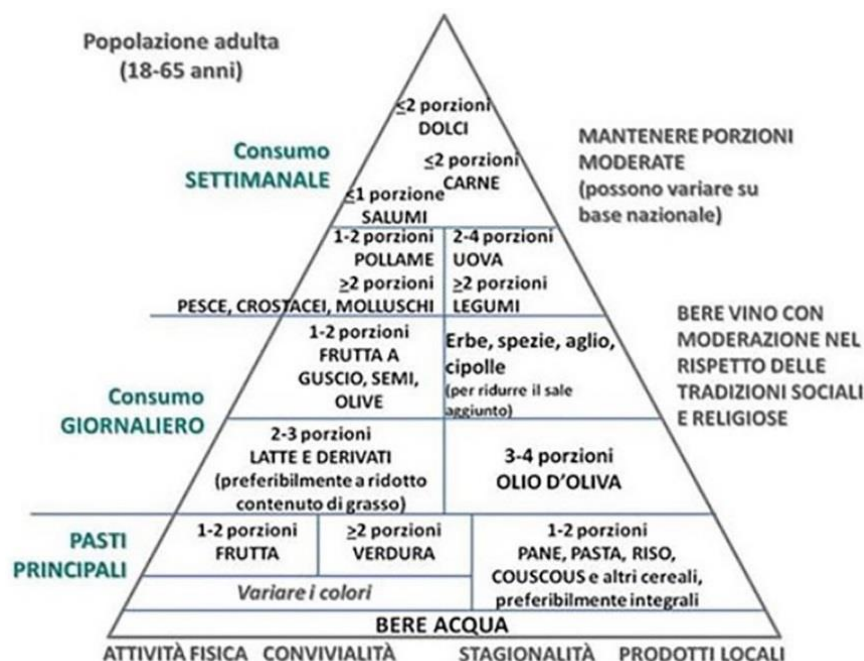 Popolazione adulta
(18-65 anni)
≤2 porzioni
DOLCI
Consumo
SETTIMANALE
≤2 porzioni
CARNE
≤1 porzione
SALUMI
MANTENERE PORZIONI
MODERATE
(possono variare su
base nazionale)
1-2 porzioni
POLLAME
2-4 porzioni
UOVA
≥2 porzioni
PESCE, CROSTACEI, MOLLUSCHI
≥2 porzioni
LEGUMI
BERE VINO CON
MODERAZIONE NEL
RISPETTO DELLE
TRADIZIONI SOCIALI
E RELIGIOSE
Consumo
GIORNALIERO
1-2 porzioni
FRUTTA A
GUSCIO, SEMI,
OLIVE
Erbe, spezie, aglio,
cipolle
(per ridurre il sale
aggiunto)
2-3 porzioni
LATTE E DERIVATI
(preferibilmente a ridotto
contenuto di grasso)
3-4 porzioni
OLIO D'OLIVA
PASTI
PRINCIPALI
1-2 porzioni
FRUTTA
≥2 porzioni
VERDURA
1-2 porzioni
PANE, PASTA, RISO,
COUSCOUS e altri cereali,
preferibilmente integrali
Variare i colori
BERE ACQUA
ATTIVITÀ FISICA CONVIVIALITÀ STAGIONALITÀ PRODOTTI LOCALI